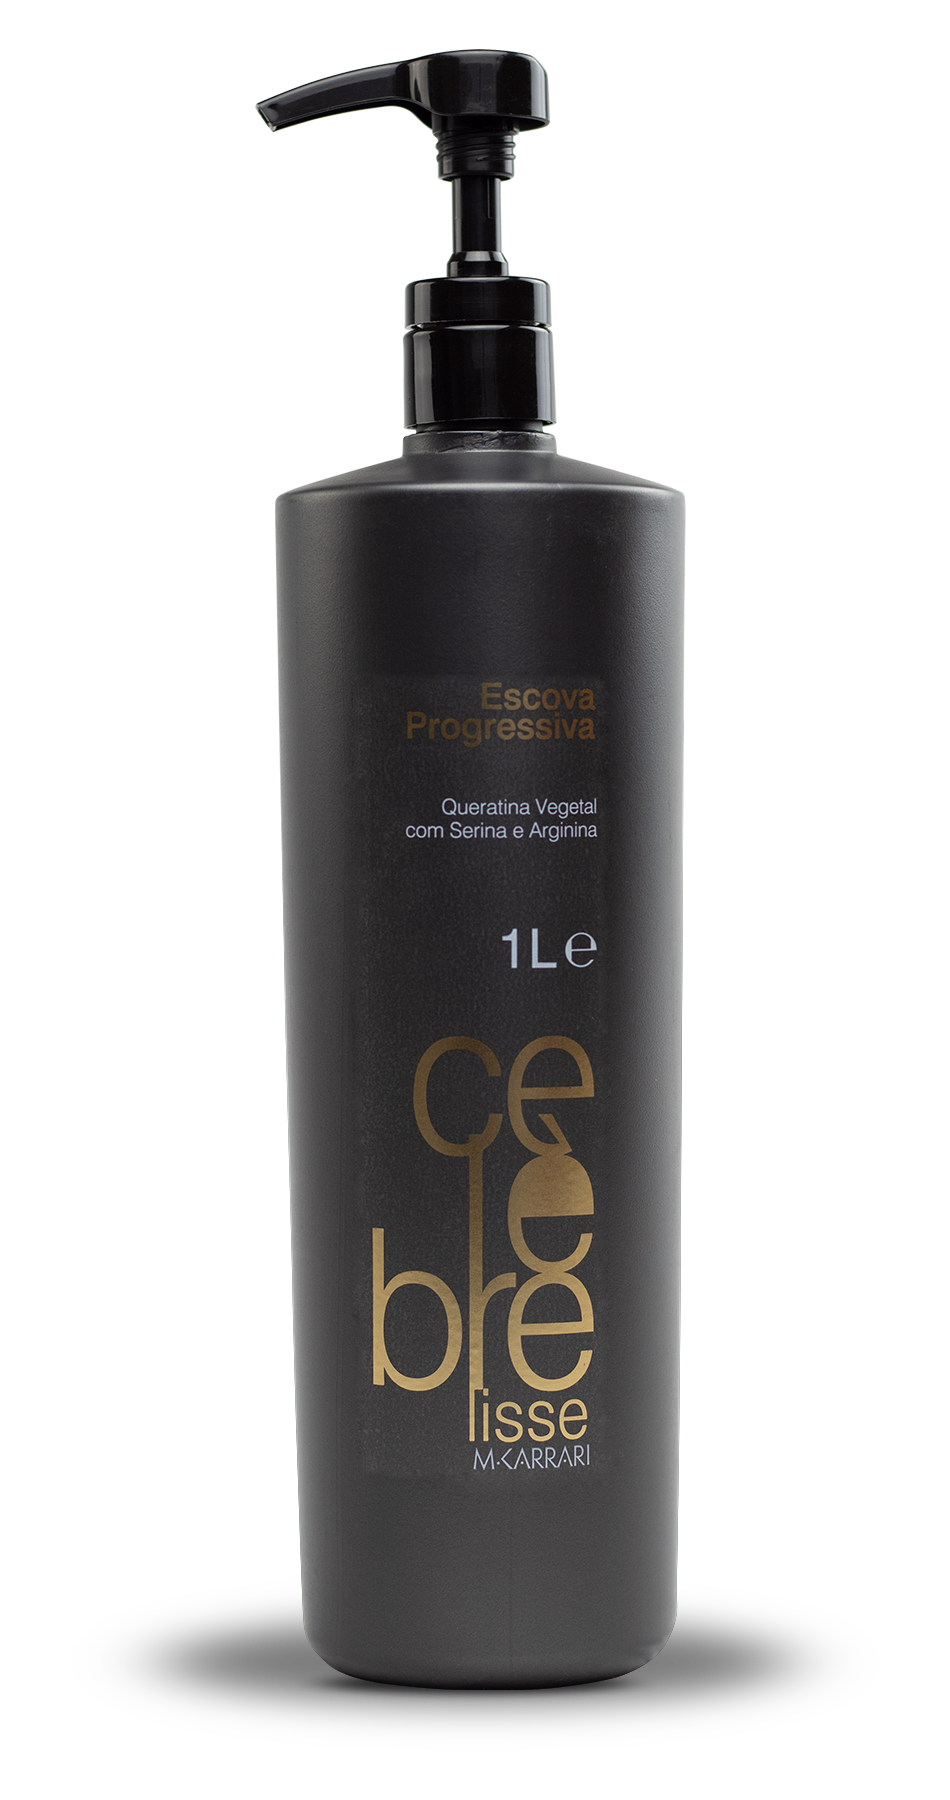 Escova
Progressiva
Queratina Vegetal
com Serina e Arginina
1L ℮
ce
le
bre
lisse
M·CARRARI